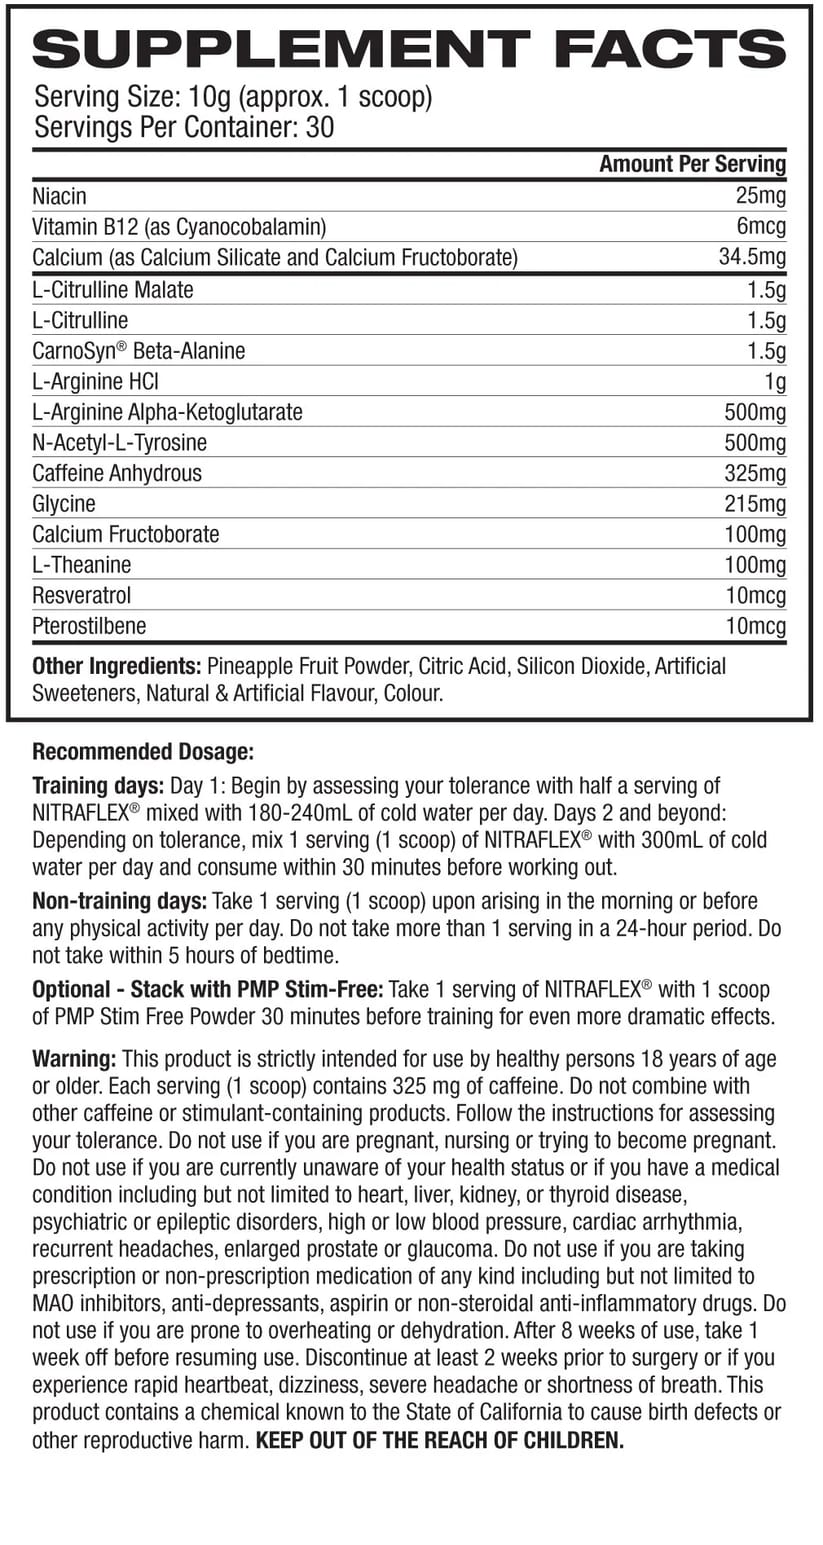 SUPPLEMENT FACTS
Serving Size: 10g (approx. 1 scoop)
Servings Per Container: 30
Amount Per Serving
Niacin 25mg
Vitamin B12 (as Cyanocobalamin) 6mcg
Calcium (as Calcium Silicate and Calcium Fructoborate) 34.5mg
L-Citrulline Malate 1.5g
L-Citrulline 1.5g
CarnoSyn® Beta-Alanine 1.5g
L-Arginine HCl 1g
L-Arginine Alpha-Ketoglutarate 500mg
N-Acetyl-L-Tyrosine 500mg
Caffeine Anhydrous 325mg
Glycine 215mg
Calcium Fructoborate 100mg
L-Theanine 100mg
Resveratrol 10mcg
Pterostilbene 10mcg
Other Ingredients: Pineapple Fruit Powder, Citric Acid, Silicon Dioxide, Artificial
Sweeteners, Natural & Artificial Flavour, Colour.
Recommended Dosage:
Training days: Day 1: Begin by assessing your tolerance with half a serving of
NITRAFLEX® mixed with 180-240mL of cold water per day. Days 2 and beyond:
Depending on tolerance, mix 1 serving (1 scoop) of NITRAFLEX® with 300mL of cold
water per day and consume within 30 minutes before working out.
Non-training days: Take 1 serving (1 scoop) upon arising in the morning or before
any physical activity per day. Do not take more than 1 serving in a 24-hour period. Do
not take within 5 hours of bedtime.
Optional - Stack with PMP Stim-Free: Take 1 serving of NITRAFLEX® with 1 scoop
of PMP Stim Free Powder 30 minutes before training for even more dramatic effects.
Warning: This product is strictly intended for use by healthy persons 18 years of age
or older. Each serving (1 scoop) contains 325 mg of caffeine. Do not combine with
other caffeine or stimulant-containing products. Follow the instructions for assessing
your tolerance. Do not use if you are pregnant, nursing or trying to become pregnant.
Do not use if you are currently unaware of your health status or if you have a medical
condition including but not limited to heart, liver, kidney, or thyroid disease,
psychiatric or epileptic disorders, high or low blood pressure, cardiac arrhythmia,
recurrent headaches, enlarged prostate or glaucoma. Do not use if you are taking
prescription or non-prescription medication of any kind including but not limited to
MAO inhibitors, anti-depressants, aspirin or non-steroidal anti-inflammatory drugs. Do
not use if you are prone to overheating or dehydration. After 8 weeks of use, take 1
week off before resuming use. Discontinue at least 2 weeks prior to surgery or if you
experience rapid heartbeat, dizziness, severe headache or shortness of breath. This
product contains a chemical known to the State of California to cause birth defects or
other reproductive harm. KEEP OUT OF THE REACH OF CHILDREN.